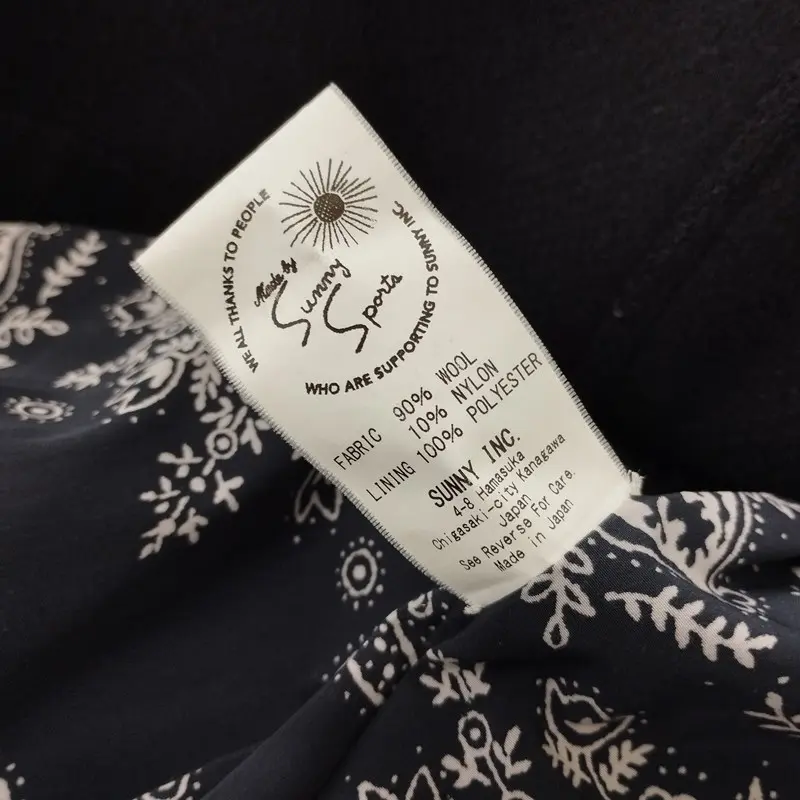 WE ALL THANKS TO PEOPLE
Made by
Sunny
Sports
WHO ARE SUPPORTING TO SUNNY INC
FABRIC 90% WOOL
10% NYLON
LINING 100% POLYESTER
SUNNY INC.
4-8 Hamasuka
Chigasaki-city Kanagawa
Japan
See Reverse For Care.
Made in Japan